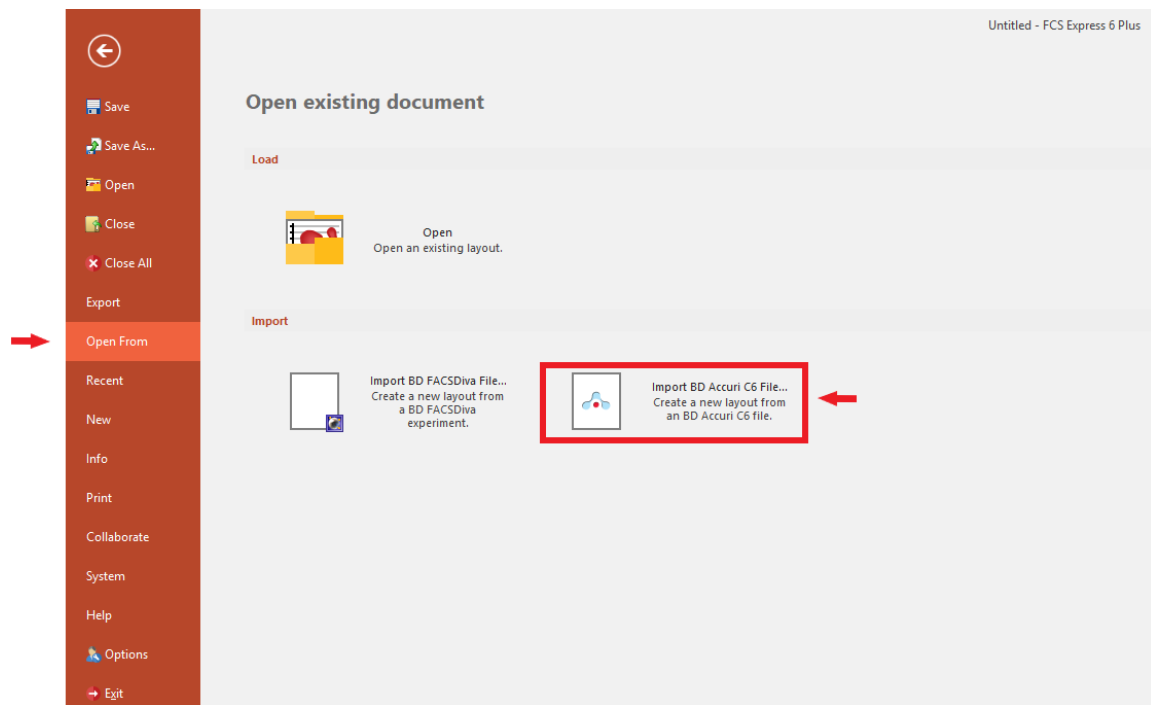 Untitled - FCS Express 6 Plus
Save
Save As...
Open
Close
Close All
Export
Open From
Recent
New
Info
Print
Collaborate
System
Help
Options
Exit
Open existing document
Load
Open
Open an existing layout.
Import
Import BD FACSDiva File...
Create a new layout from
a BD FACSDiva
experiment.
Import BD Accuri C6 File...
Create a new layout from
an BD Accuri C6 file.